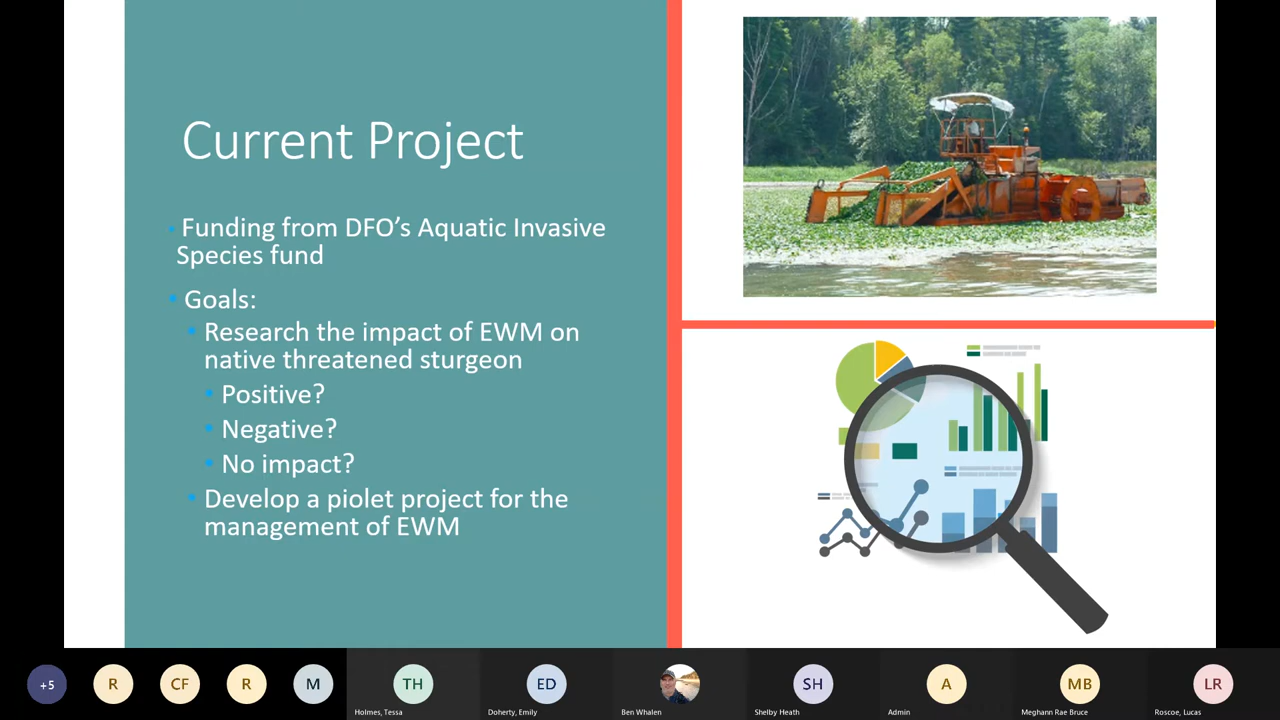 Current Project
Funding from DFO's Aquatic Invasive
Species fund
Goals:
Research the impact of EWM on
native threatened sturgeon
Positive?
Negative?
No impact?
Develop a piolet project for the
management of EWM
+5
R
CF
R
M
TH
ED
SH
A
MB
LR
Holmes, Tessa
Doherty, Emily
Ben Whalen
Shelby Heath
Admin
Meghann Rae Bruce
Roscoe, Lucas